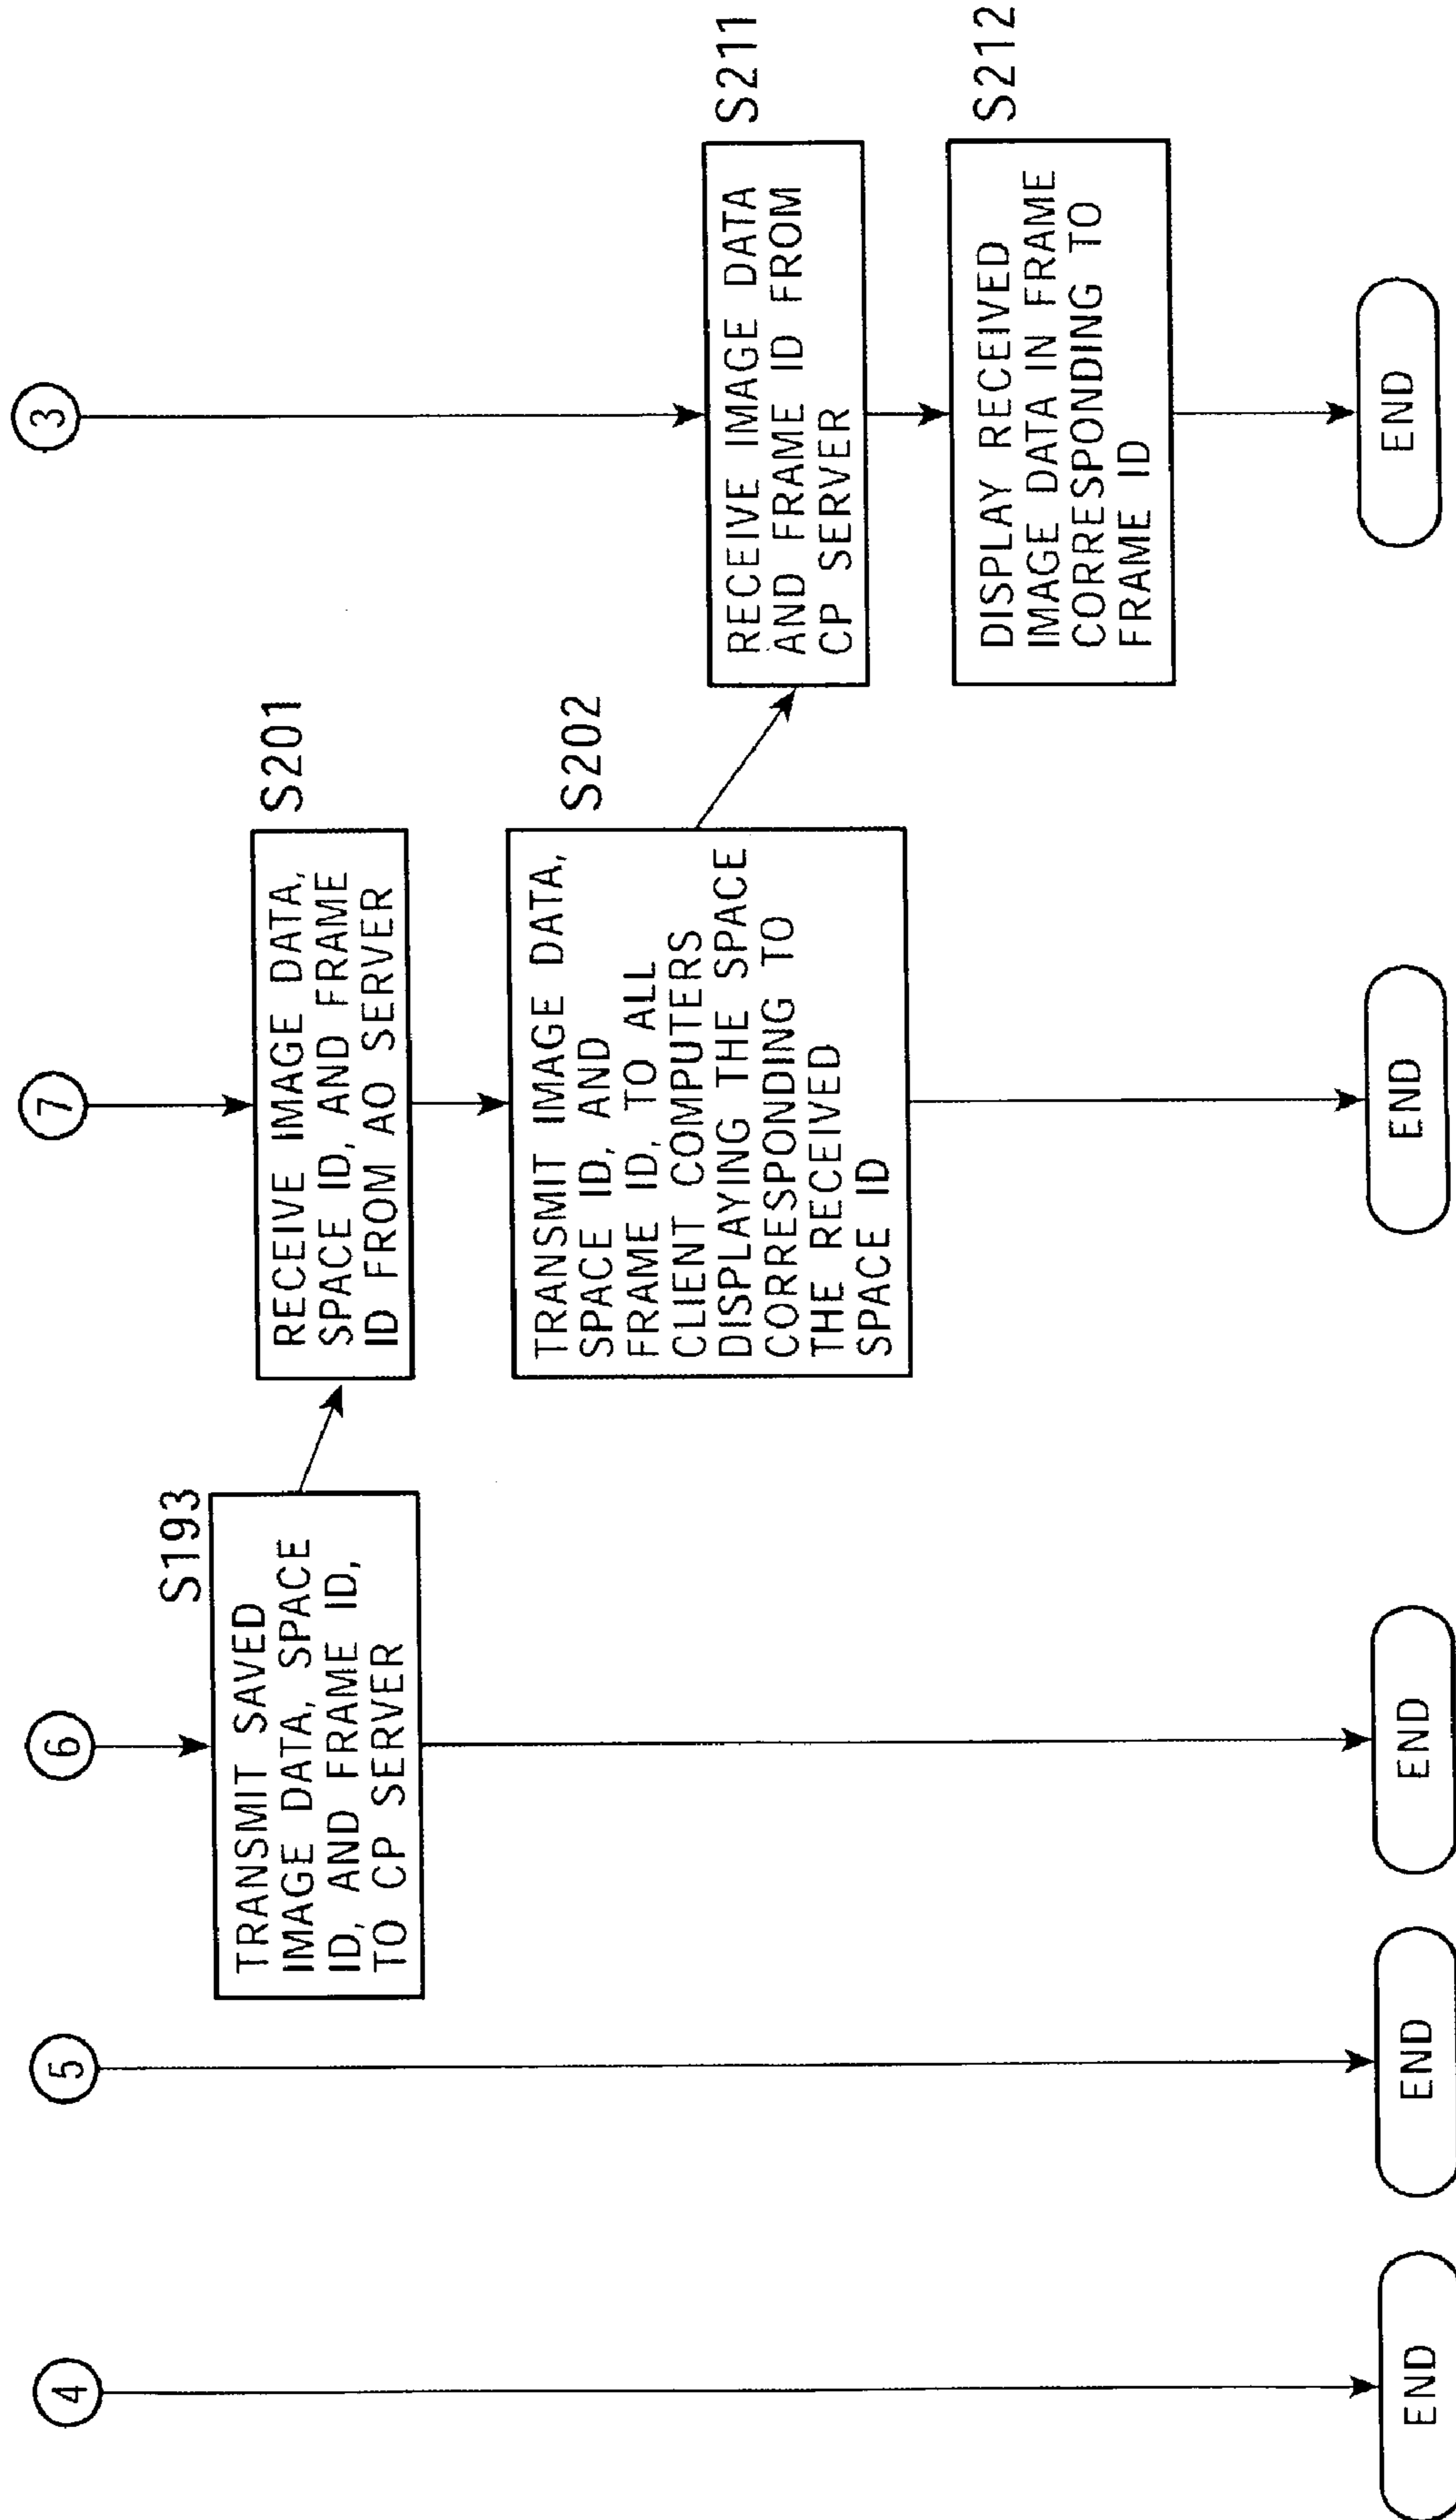 4
5
6
7
3
S193
TRANSMIT SAVED
IMAGE DATA, SPACE
ID, AND FRAME ID,
TO CP SERVER
S201
RECEIVE IMAGE DATA,
SPACE ID, AND FRAME
ID FROM AO SERVER
S202
TRANSMIT IMAGE DATA,
SPACE ID, AND
FRAME ID, TO ALL
CLIENT COMPUTERS
DISPLAYING THE SPACE
CORRESPONDING TO
THE RECEIVED
SPACE ID
S211
RECEIVE IMAGE DATA
AND FRAME ID FROM
CP SERVER
S212
DISPLAY RECEIVED
IMAGE DATA IN FRAME
CORRESPONDING TO
FRAME ID
END
END
END
END
END